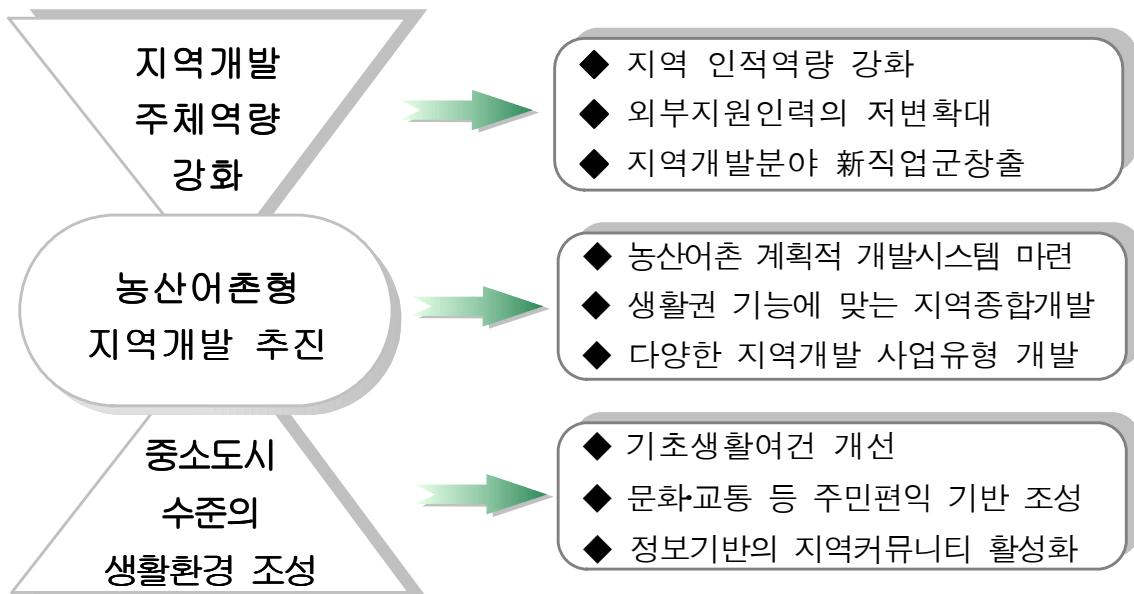 지역개발
주체역량
강화
◆ 지역 인적역량 강화
◆ 외부지원인력의 저변확대
◆ 지역개발분야 新직업군창출
농산어촌형
지역개발 추진
◆ 농산어촌 계획적 개발시스템 마련
◆ 생활권 기능에 맞는 지역종합개발
◆ 다양한 지역개발 사업유형 개발
중소도시
수준의
생활환경 조성
◆ 기초생활여건 개선
◆ 문화·교통 등 주민편익 기반 조성
◆ 정보기반의 지역커뮤니티 활성화